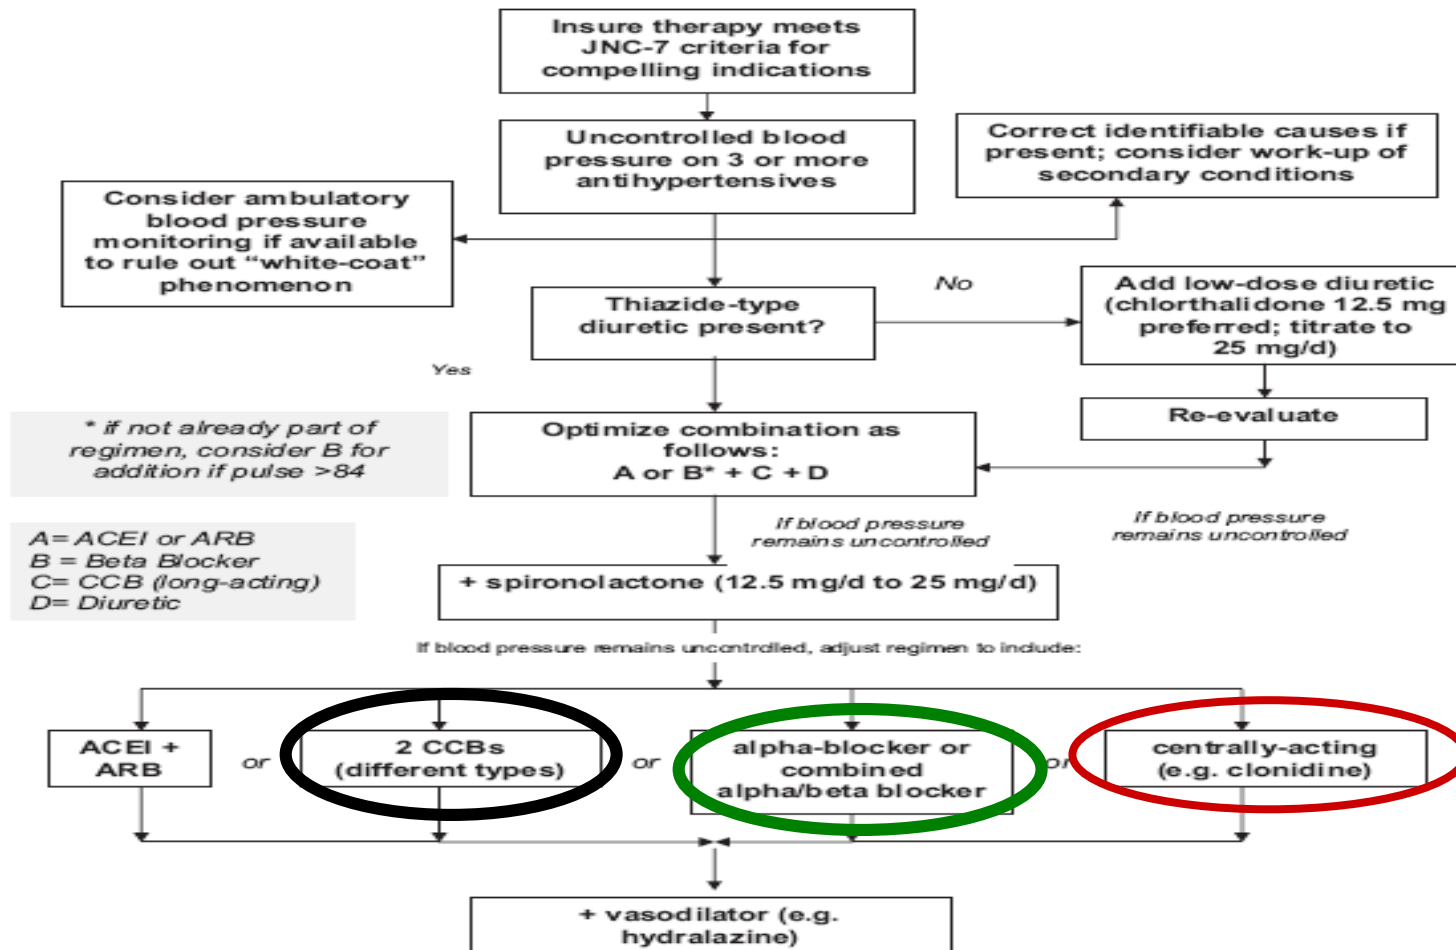 Insure therapy meets
JNC-7 criteria for
compelling indications
Uncontrolled blood
pressure on 3 or more
antihypertensives
Correct identifiable causes if
present; consider work-up of
secondary conditions
Consider ambulatory
blood pressure
monitoring if available
to rule out “white-coat”
phenomenon
Thiazide-type
diuretic present?
No
Add low-dose diuretic
(chlorthalidone 12.5 mg
preferred; titrate to
25 mg/d)
Yes
Re-evaluate
* if not already part of
regimen, consider B for
addition if pulse >84
Optimize combination as
follows:
A or B* + C + D
If blood pressure
remains uncontrolled
If blood pressure
remains uncontrolled
A= ACEI or ARB
B = Beta Blocker
C= CCB (long-acting)
D= Diuretic
+ spironolactone (12.5 mg/d to 25 mg/d)
If blood pressure remains uncontrolled, adjust regimen to include:
ACEI +
ARB
or
2 CCBs
(different types)
or
alpha-blocker or
combined
alpha/beta blocker
or
centrally-acting
(e.g. clonidine)
+ vasodilator (e.g.
hydralazine)